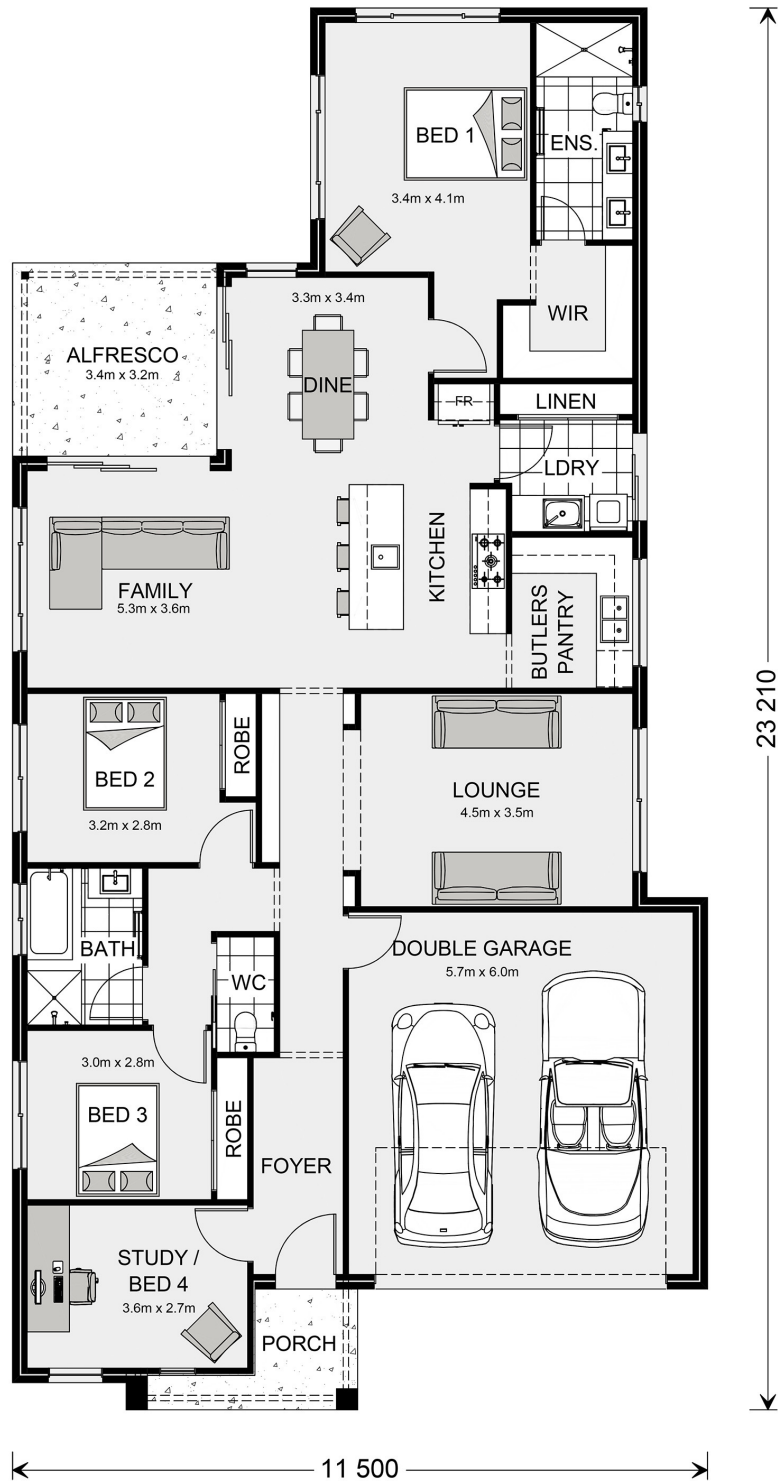 BED 1
3.4m x 4.1m
ENS.
WIR
3.3m x 3.4m
DINE
ALFRESCO
3.4m x 3.2m
FR
LINEN
LDRY
KITCHEN
FAMILY
5.3m x 3.6m
BUTLERS
PANTRY
23 210
BED 2
3.2m x 2.8m
ROBE
LOUNGE
4.5m x 3.5m
BATH
WC
DOUBLE GARAGE
5.7m x 6.0m
3.0m x 2.8m
BED 3
ROBE
FOYER
STUDY /
BED 4
3.6m x 2.7m
PORCH
11 500